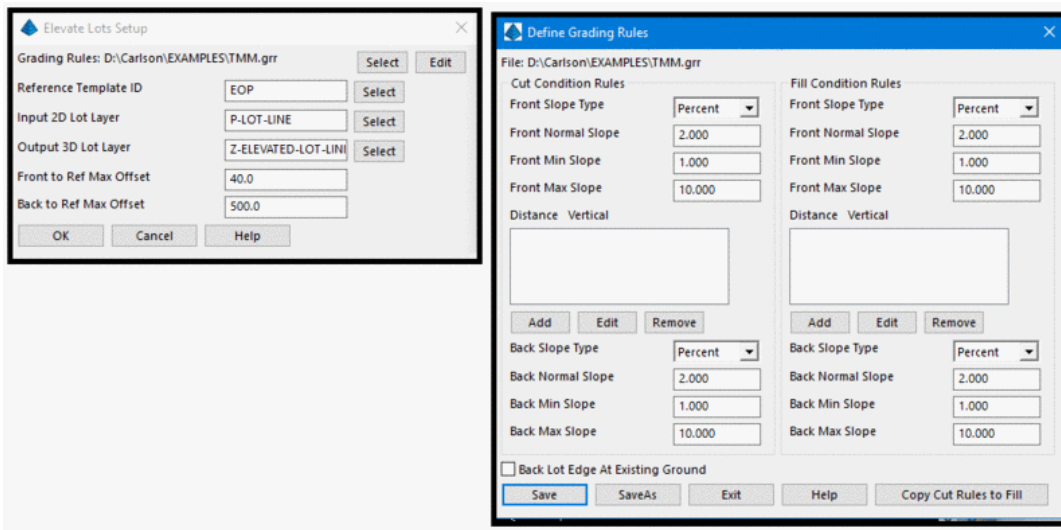 Elevate Lots Setup
Grading Rules: D:\Carlson\EXAMPLES\TMM.grr Select Edit
Reference Template ID EOP Select
Input 2D Lot Layer P-LOT-LINE Select
Output 3D Lot Layer Z-ELEVATED-LOT-LINI Select
Front to Ref Max Offset 40.0
Back to Ref Max Offset 500.0
OK Cancel Help
Define Grading Rules
File: D:\Carlson\EXAMPLES\TMM.grr
Cut Condition Rules
Front Slope Type Percent
Front Normal Slope 2.000
Front Min Slope 1.000
Front Max Slope 10.000
Distance Vertical
Add Edit Remove
Back Slope Type Percent
Back Normal Slope 2.000
Back Min Slope 1.000
Back Max Slope 10.000
Fill Condition Rules
Front Slope Type Percent
Front Normal Slope 2.000
Front Min Slope 1.000
Front Max Slope 10.000
Distance Vertical
Add Edit Remove
Back Slope Type Percent
Back Normal Slope 2.000
Back Min Slope 1.000
Back Max Slope 10.000
Back Lot Edge At Existing Ground
Save SaveAs Exit Help Copy Cut Rules to Fill